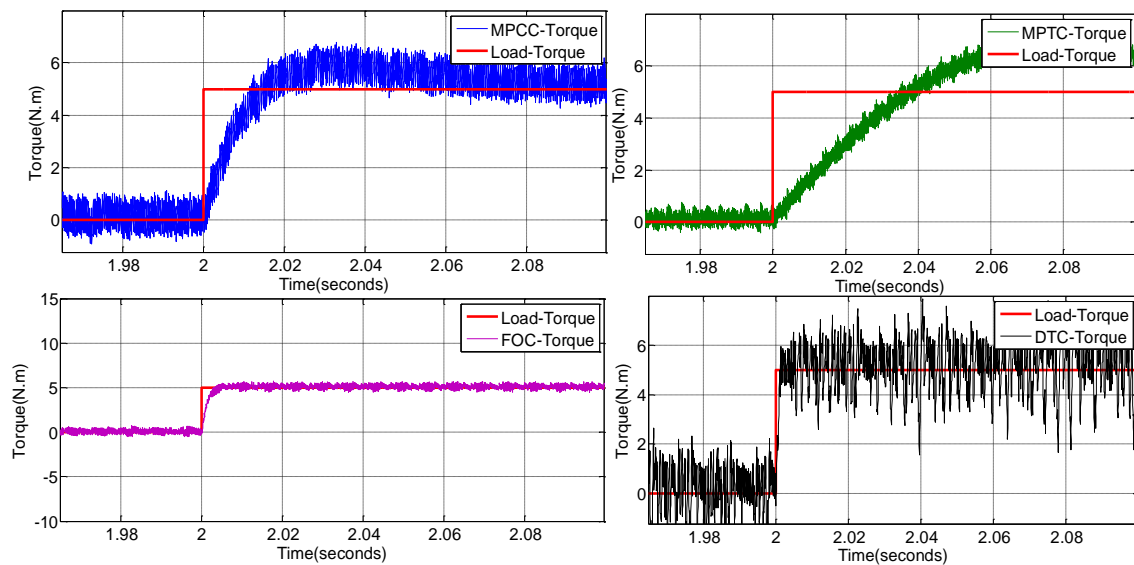 MPCC-Torque
Load-Torque
Torque(N.m)
6
4
2
0
1.98
2
2.02
2.04
2.06
2.08
Time(seconds)
MPTC-Torque
Load-Torque
Torque(N.m)
6
4
2
0
1.98
2
2.02
2.04
2.06
2.08
Time(seconds)
Load-Torque
FOC-Torque
Torque(N.m)
15
10
5
0
-5
-10
1.98
2
2.02
2.04
2.06
2.08
Time(seconds)
Load-Torque
DTC-Torque
Torque(N.m)
6
4
2
0
1.98
2
2.02
2.04
2.06
2.08
Time(seconds)